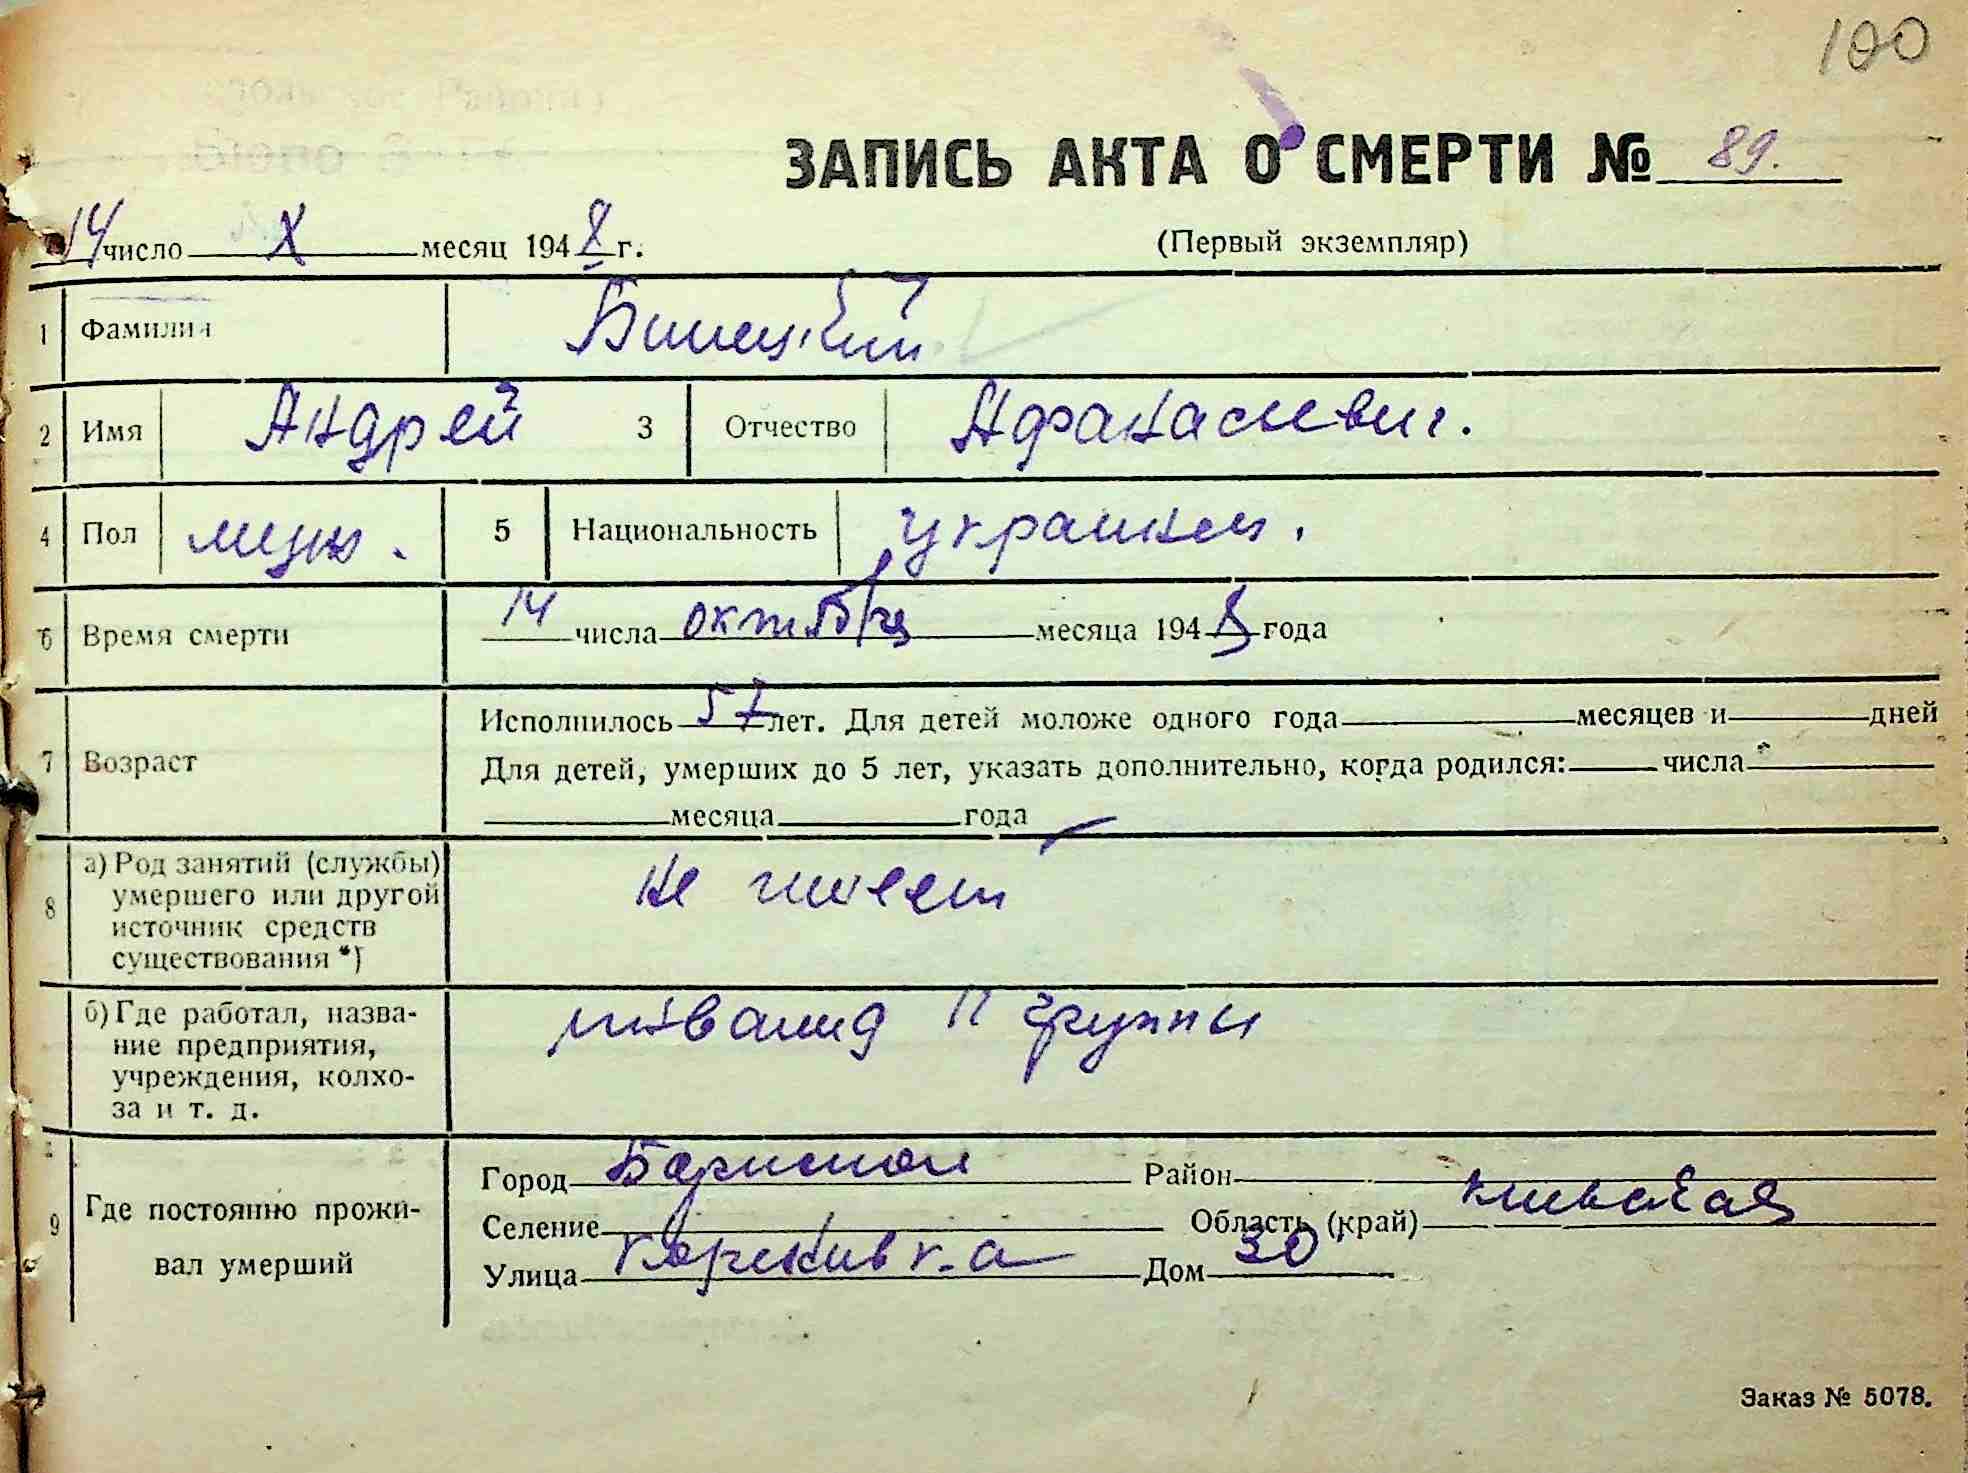 100
ЗАПИСЬ АКТА О СМЕРТИ № 89.
14 число X месяц 1948 г.
(Первый экземпляр)
1 Фамилия Билецкий
2 Имя Андрей 3 Отчество Афанасиевич.
4 Пол муж. 5 Национальность украинец.
6 Время смерти 14 числа октября месяца 1948 года
Исполнилось 57 лет. Для детей моложе одного года месяцев и дней
7 Возраст Для детей, умерших до 5 лет, указать дополнительно, когда родился: числа
месяца года
а) Род занятий (службы)
8 умершего или другой не имеет
источник средств
существования *)
б) Где работал, назва- инвалид II группы
ние предприятия,
учреждения, колхо-
за и т. д.
Город Бориспол Район
9 Где постоянно прожи- Селение Область (край) Киевская
вал умерший Улица Дом 30
Заказ № 5078.